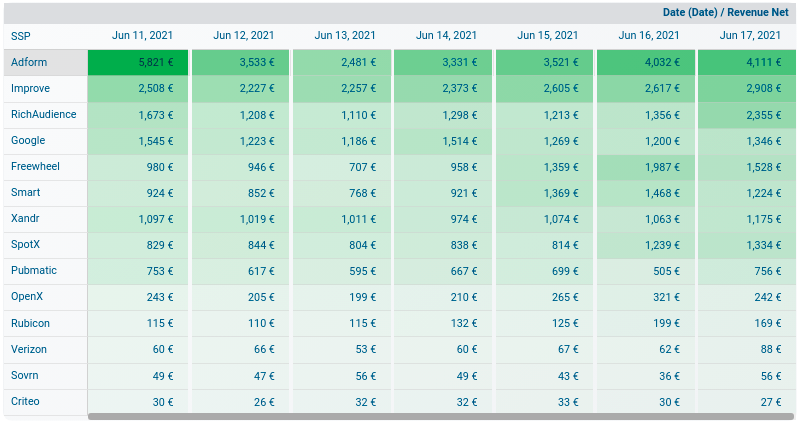 Date (Date) / Revenue Net
SSP Jun 11, 2021 Jun 12, 2021 Jun 13, 2021 Jun 14, 2021 Jun 15, 2021 Jun 16, 2021 Jun 17, 2021
Adform 5,821 € 3,533 € 2,481 € 3,331 € 3,521 € 4,032 € 4,111 €
Improve 2,508 € 2,227 € 2,257 € 2,373 € 2,605 € 2,617 € 2,908 €
RichAudience 1,673 € 1,208 € 1,110 € 1,298 € 1,213 € 1,356 € 2,355 €
Google 1,545 € 1,223 € 1,186 € 1,514 € 1,269 € 1,200 € 1,346 €
Freewheel 980 € 946 € 707 € 958 € 1,359 € 1,987 € 1,528 €
Smart 924 € 852 € 768 € 921 € 1,369 € 1,468 € 1,224 €
Xandr 1,097 € 1,019 € 1,011 € 974 € 1,074 € 1,063 € 1,175 €
SpotX 829 € 844 € 804 € 838 € 814 € 1,239 € 1,334 €
Pubmatic 753 € 617 € 595 € 667 € 699 € 505 € 756 €
OpenX 243 € 205 € 199 € 210 € 265 € 321 € 242 €
Rubicon 115 € 110 € 115 € 132 € 125 € 199 € 169 €
Verizon 60 € 66 € 53 € 60 € 67 € 62 € 88 €
Sovrn 49 € 47 € 56 € 49 € 43 € 36 € 56 €
Criteo 30 € 26 € 32 € 32 € 33 € 30 € 27 €